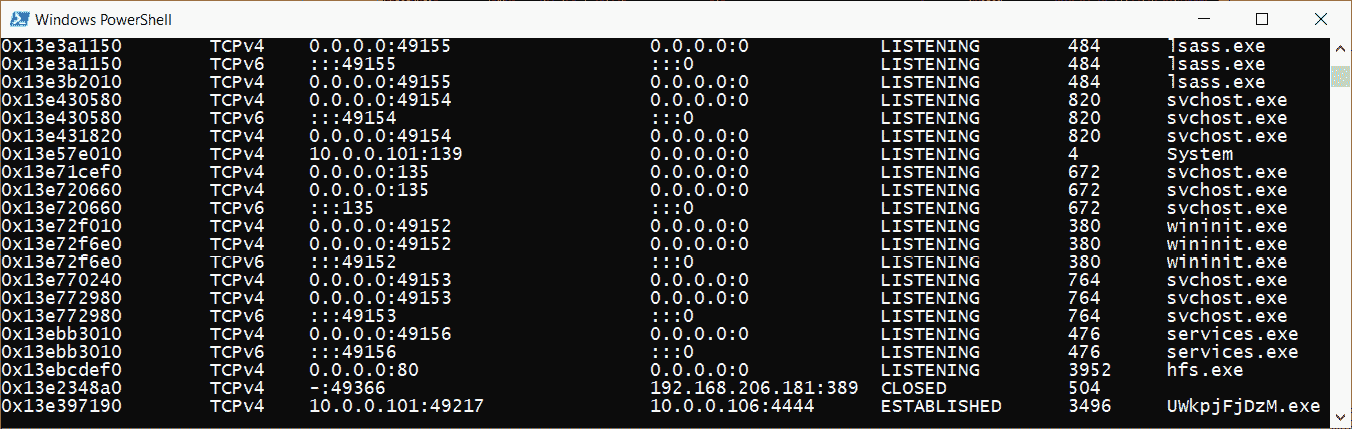 Windows PowerShell
0x13e3a1150 TCPv4 0.0.0.0:49155 0.0.0.0:0 LISTENING 484 lsass.exe
0x13e3a1150 TCPv6 :::49155 :::0 LISTENING 484 lsass.exe
0x13e3b2010 TCPv4 0.0.0.0:49155 0.0.0.0:0 LISTENING 484 lsass.exe
0x13e430580 TCPv4 0.0.0.0:49154 0.0.0.0:0 LISTENING 820 svchost.exe
0x13e430580 TCPv6 :::49154 :::0 LISTENING 820 svchost.exe
0x13e431820 TCPv4 0.0.0.0:49154 0.0.0.0:0 LISTENING 820 svchost.exe
0x13e57e010 TCPv4 10.0.0.101:139 0.0.0.0:0 LISTENING 4 System
0x13e71cef0 TCPv4 0.0.0.0:135 0.0.0.0:0 LISTENING 672 svchost.exe
0x13e720660 TCPv4 0.0.0.0:135 0.0.0.0:0 LISTENING 672 svchost.exe
0x13e720660 TCPv6 :::135 :::0 LISTENING 672 svchost.exe
0x13e72f010 TCPv4 0.0.0.0:49152 0.0.0.0:0 LISTENING 380 wininit.exe
0x13e72f6e0 TCPv4 0.0.0.0:49152 0.0.0.0:0 LISTENING 380 wininit.exe
0x13e72f6e0 TCPv6 :::49152 :::0 LISTENING 380 wininit.exe
0x13e770240 TCPv4 0.0.0.0:49153 0.0.0.0:0 LISTENING 764 svchost.exe
0x13e772980 TCPv4 0.0.0.0:49153 0.0.0.0:0 LISTENING 764 svchost.exe
0x13e772980 TCPv6 :::49153 :::0 LISTENING 764 svchost.exe
0x13ebb3010 TCPv4 0.0.0.0:49156 0.0.0.0:0 LISTENING 476 services.exe
0x13ebb3010 TCPv6 :::49156 :::0 LISTENING 476 services.exe
0x13ebcdef0 TCPv4 0.0.0.0:80 0.0.0.0:0 LISTENING 3952 hfs.exe
0x13e2348a0 TCPv4 -:49366 192.168.206.181:389 CLOSED 504
0x13e397190 TCPv4 10.0.0.101:49217 10.0.0.106:4444 ESTABLISHED 3496 UWkpjFjDzM.exe